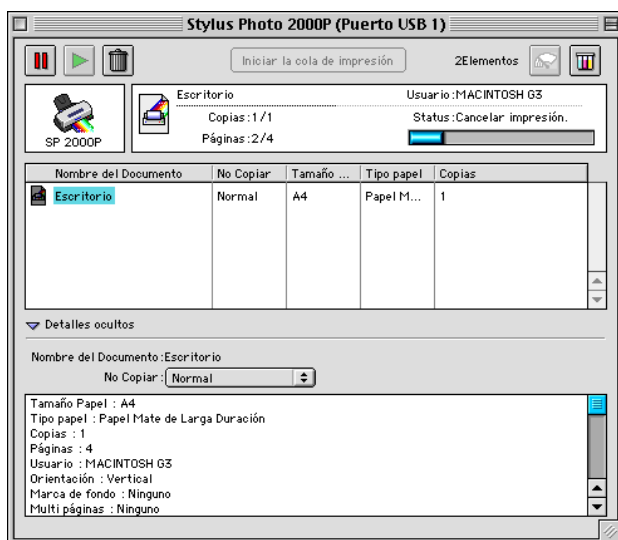 Stylus Photo 2000P (Puerto USB 1)
Iniciar la cola de impresión
2Elementos
SP 2000P
Escritorio
Usuario:MACINTOSH G3
Copias:1/1
Status:Cancelar impresión.
Páginas:2/4
Nombre del Documento No Copiar Tamaño ... Tipo papel Copias
Escritorio Normal A4 Papel M... 1
Detalles ocultos
Nombre del Documento:Escritorio
No Copiar: Normal
Tamaño Papel : A4
Tipo papel : Papel Mate de Larga Duración
Copias : 1
Páginas : 4
Usuario : MACINTOSH G3
Orientación : Vertical
Marca de fondo : Ninguno
Multi páginas : Ninguno